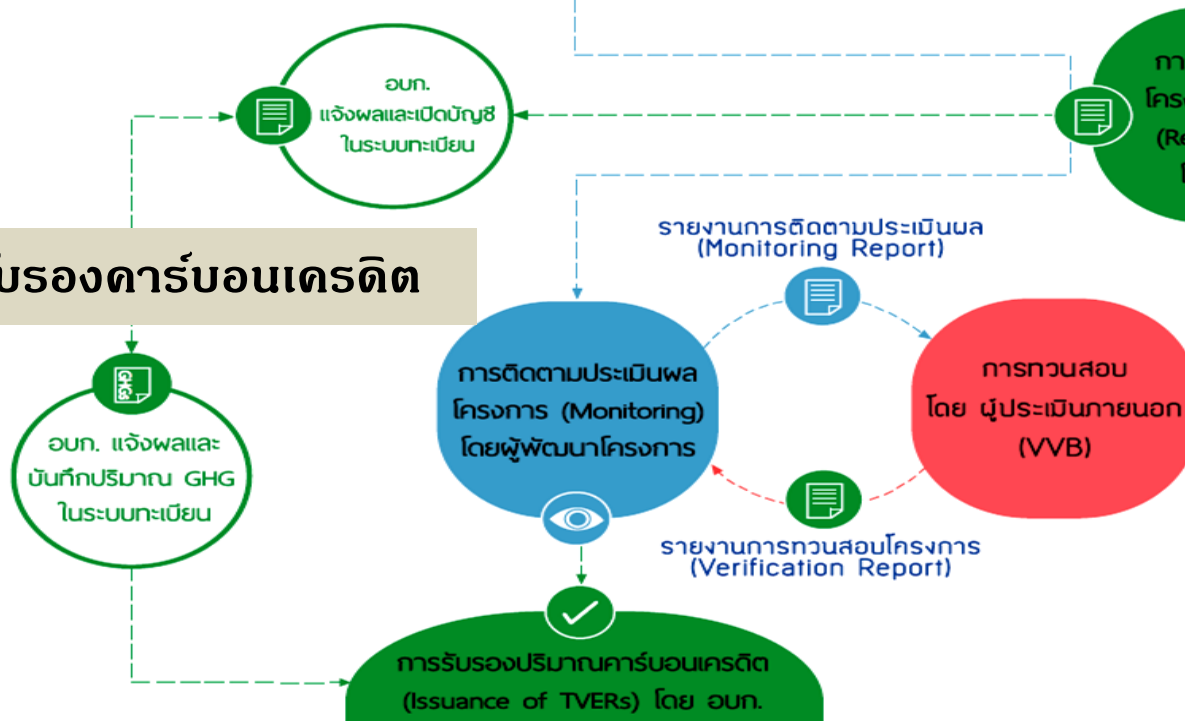 อบก.
แจ้งผลและเปิดบัญชี
ในระบบทะเบียน
รายงานการติดตามประเมินผล
(Monitoring Report)
คาร์บอนเครดิต
การติดตามประเมินผล
โครงการ (Monitoring)
โดยผู้พัฒนาโครงการ
การทวนสอบ
โดย ผู้ประเมินภายนอก
(VVB)
GHGs
อบก. แจ้งผลและ
บันทึกปริมาณ GHG
ในระบบทะเบียน
รายงานการทวนสอบโครงการ
(Verification Report)
การรับรองปริมาณคาร์บอนเครดิต
(Issuance of TVERs) โดย อบก.